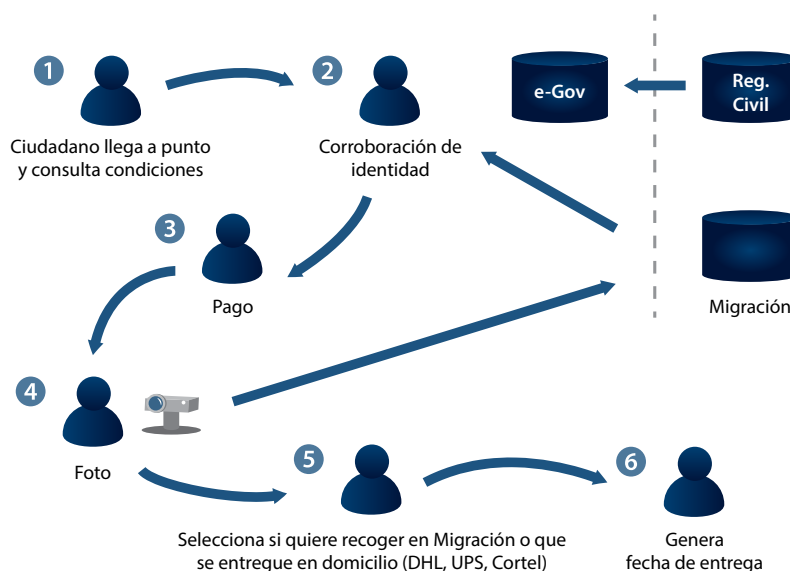 1
Ciudadano llega a punto
y consulta condiciones
2
Corroboración de
identidad
e-Gov
Reg.
Civil
3
Pago
Migración
4
Foto
5
Selecciona si quiere recoger en Migración o que
se entregue en domicilio (DHL, UPS, Cortel)
6
Genera
fecha de entrega